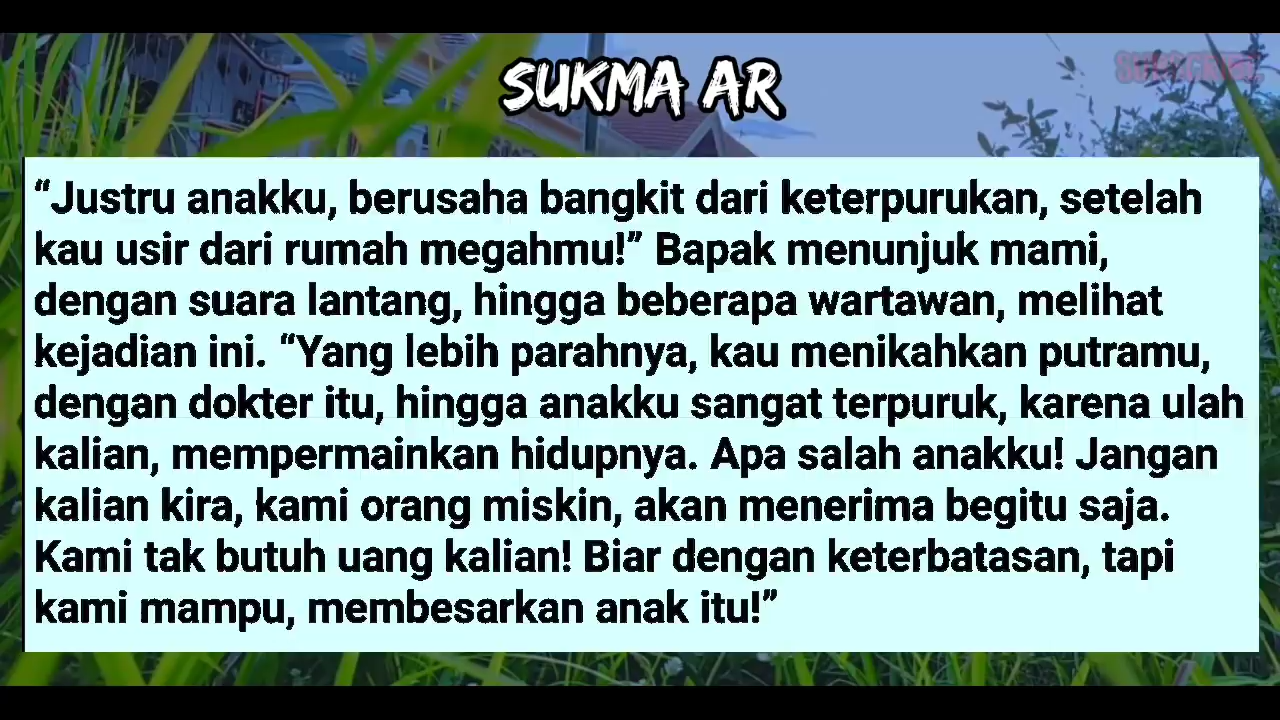 SUKMA AR
SUBSCRIBE
“Justru anakku, berusaha bangkit dari keterpurukan, setelah
kau usir dari rumah megahmu!” Bapak menunjuk mami,
dengan suara lantang, hingga beberapa wartawan, melihat
kejadian ini. “Yang lebih parahnya, kau menikahkan putramu,
dengan dokter itu, hingga anakku sangat terpuruk, karena ulah
kalian, mempermainkan hidupnya. Apa salah anakku! Jangan
kalian kira, kami orang miskin, akan menerima begitu saja.
Kami tak butuh uang kalian! Biar dengan keterbatasan, tapi
kami mampu, membesarkan anak itu!”